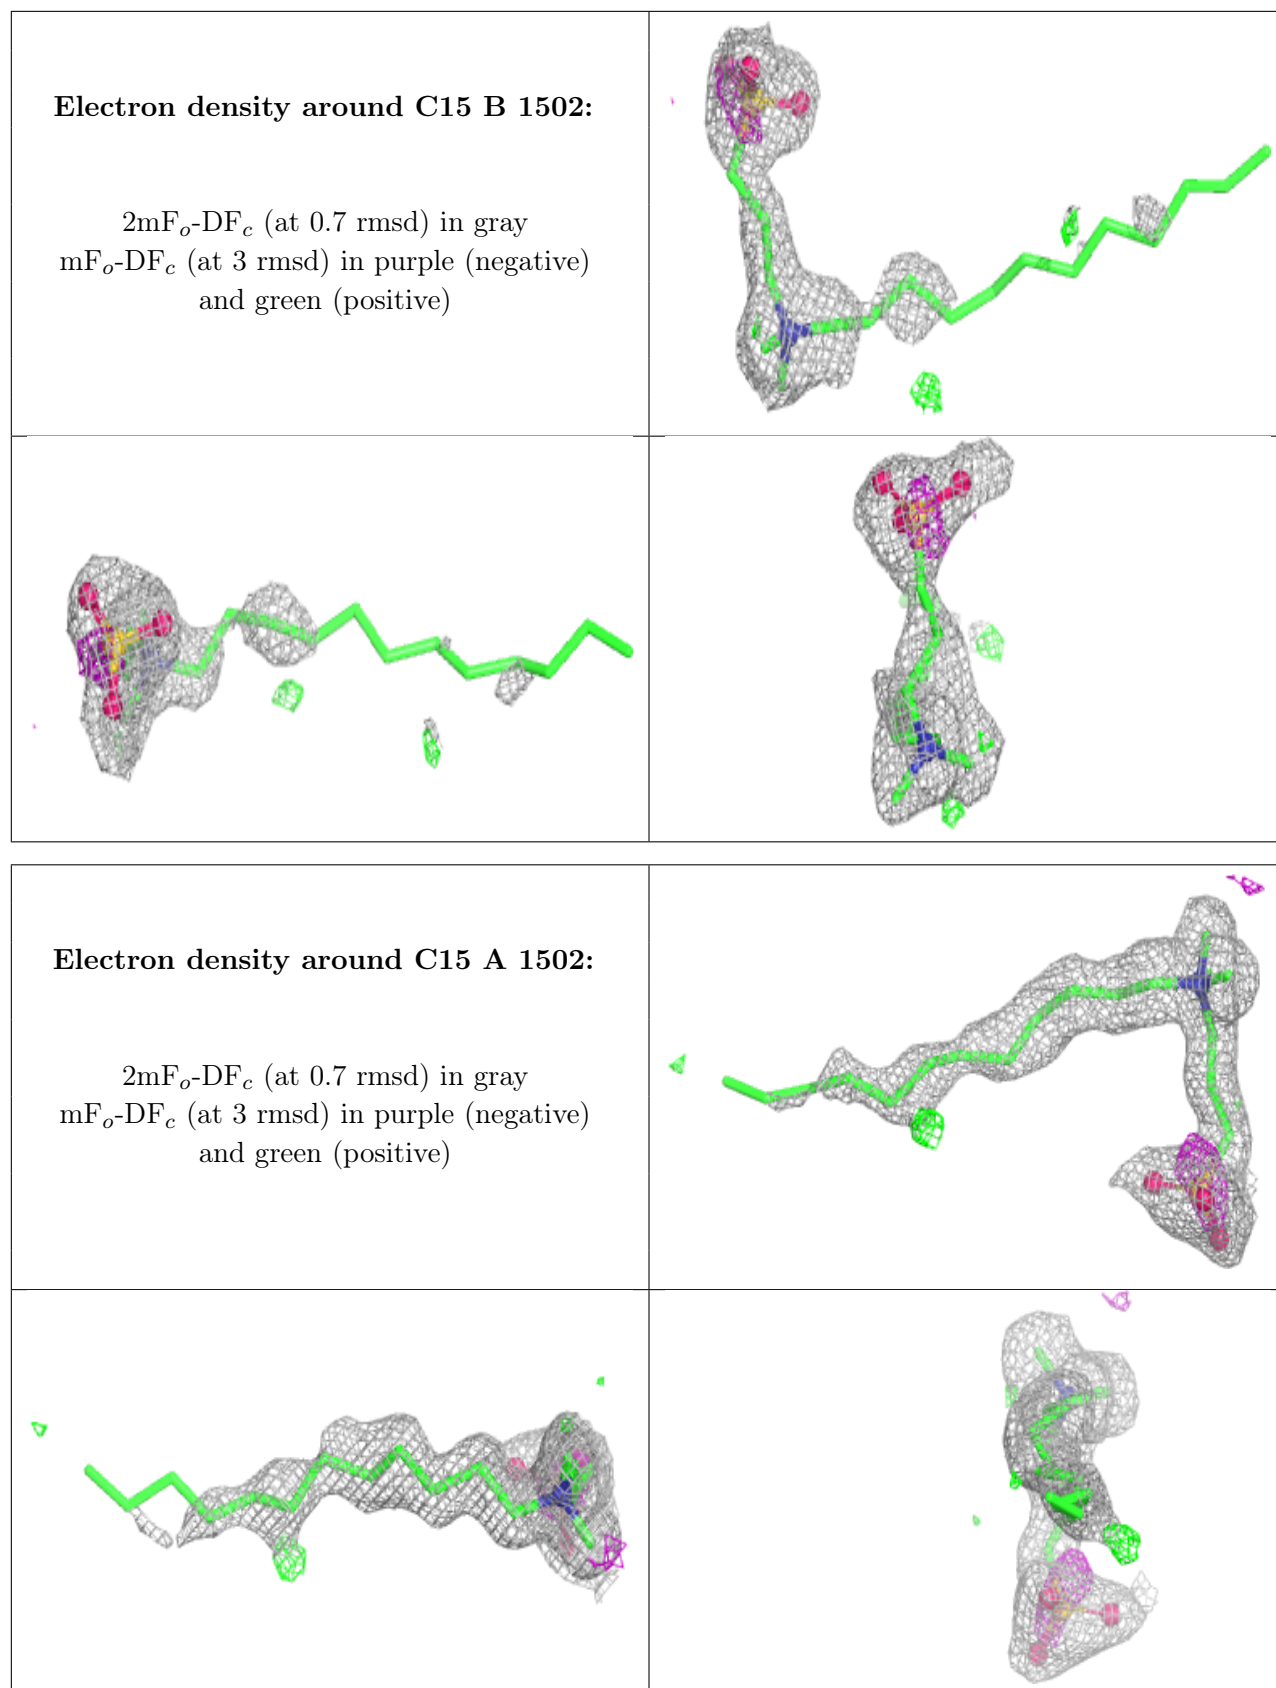 Electron density around C15 B 1502:
2mFₒ-DF𝑐 (at 0.7 rmsd) in gray
mFₒ-DF𝑐 (at 3 rmsd) in purple (negative)
and green (positive)
Electron density around C15 A 1502:
2mFₒ-DF𝑐 (at 0.7 rmsd) in gray
mFₒ-DF𝑐 (at 3 rmsd) in purple (negative)
and green (positive)